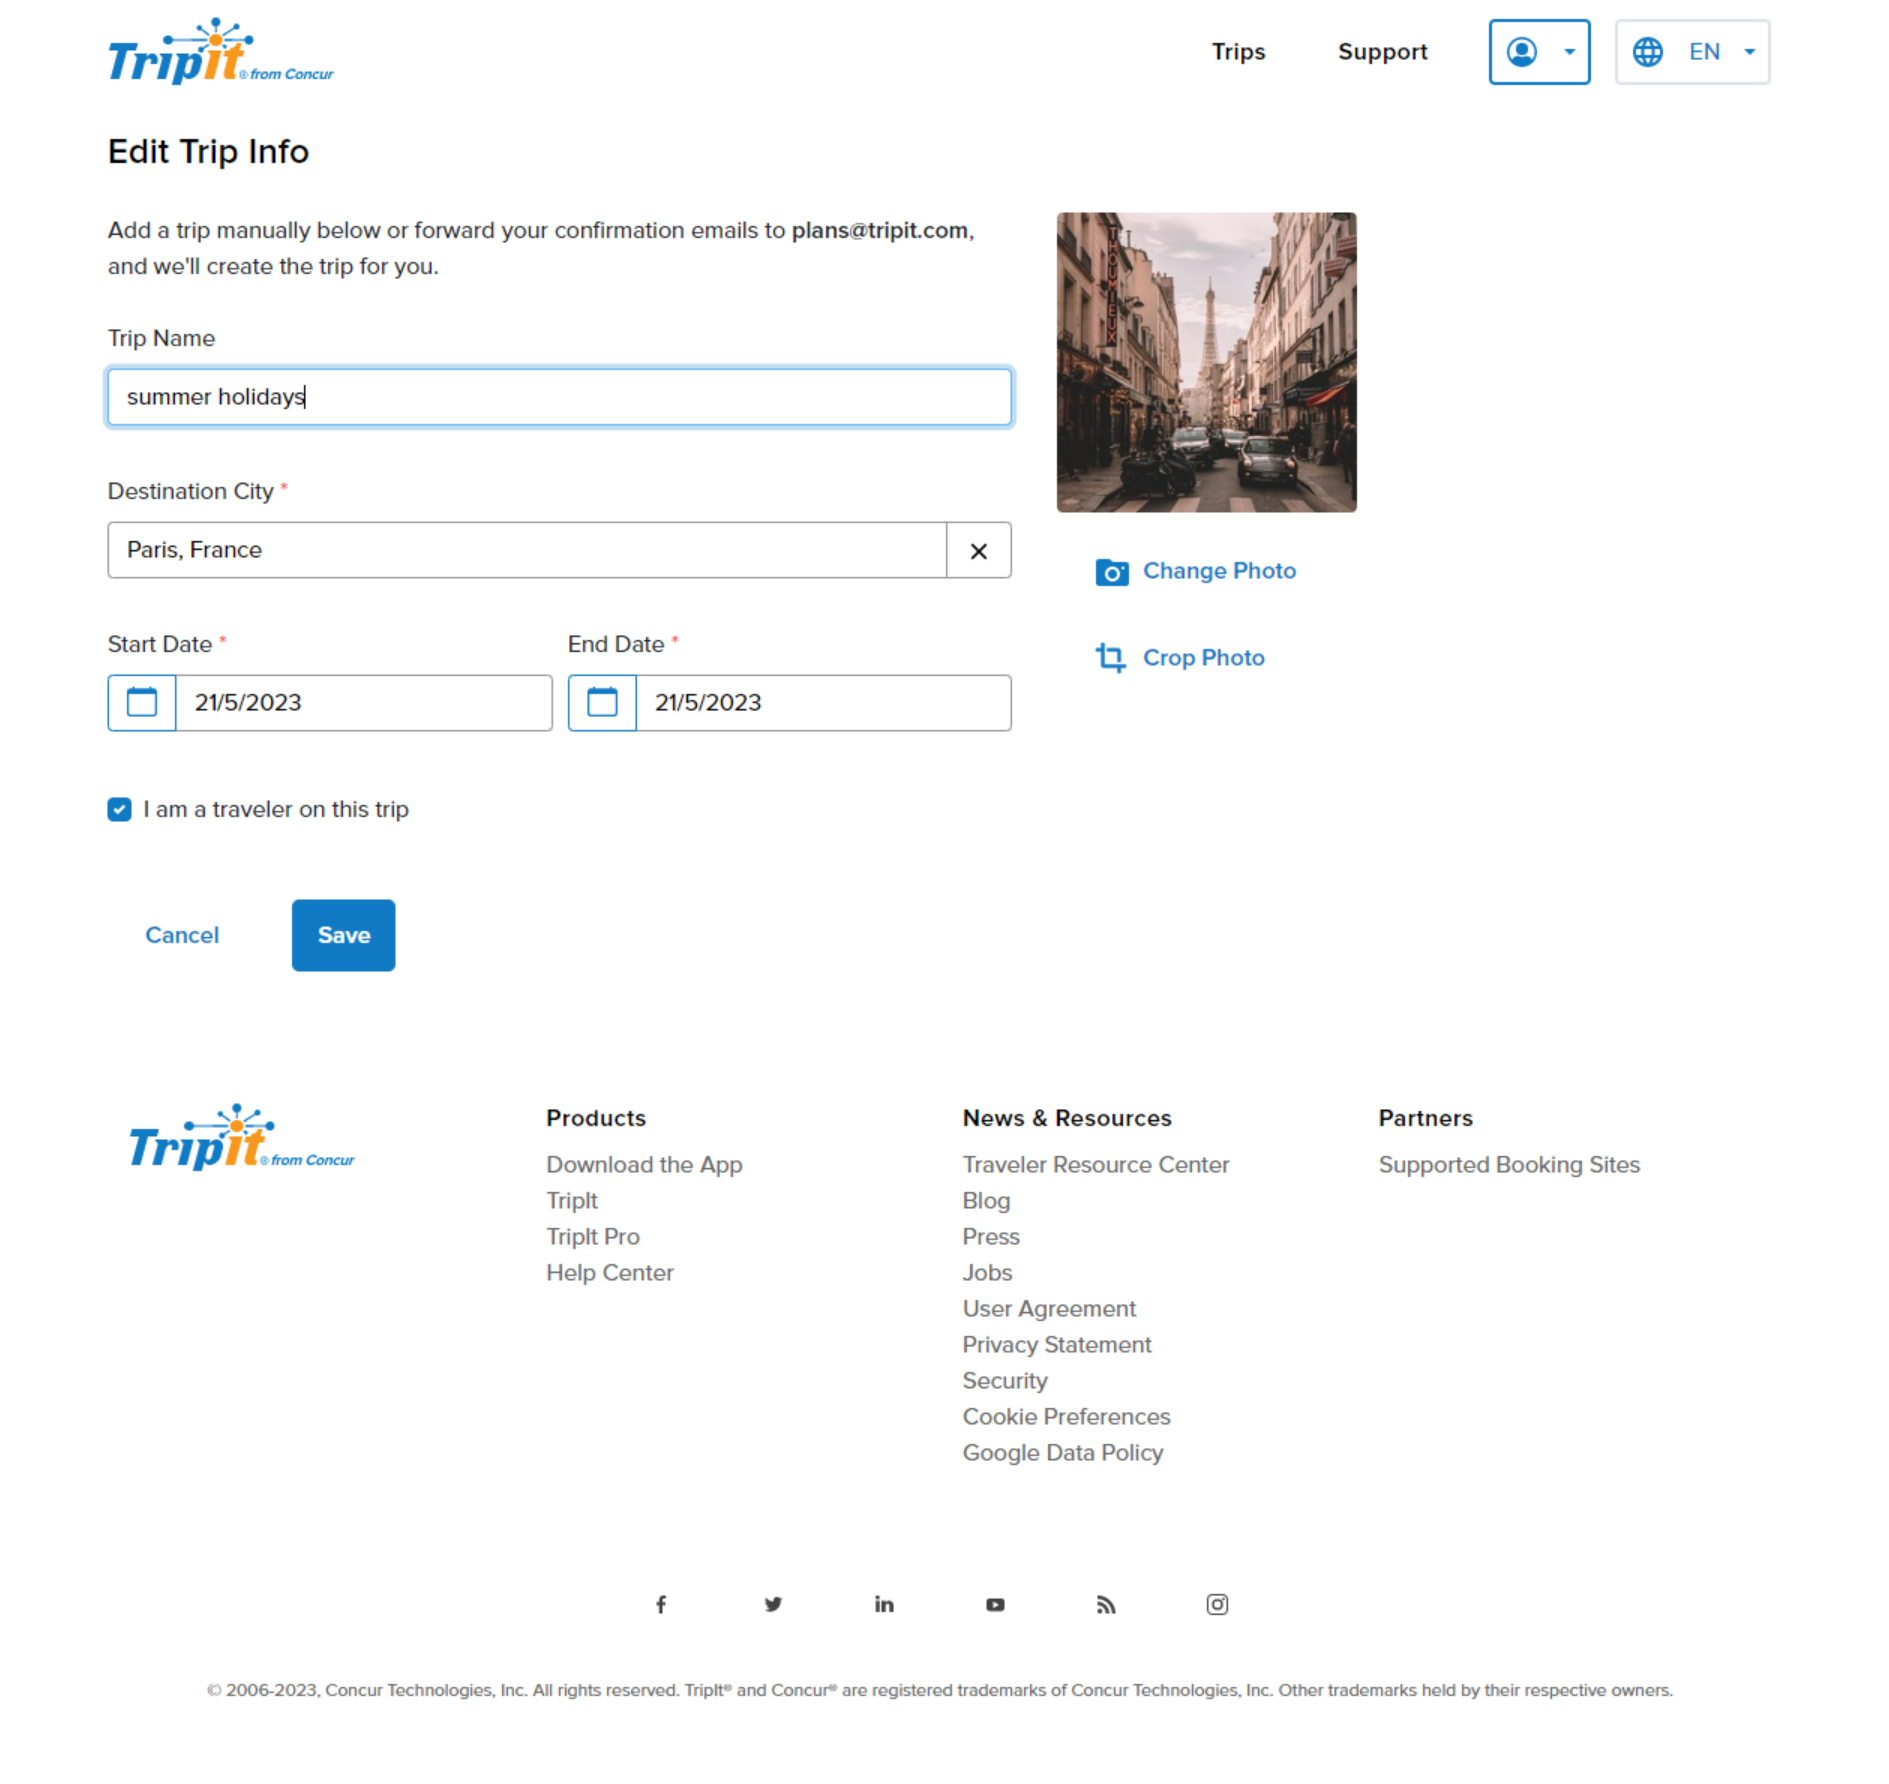 TripIt® from Concur
Trips
Support
EN
Edit Trip Info
Add a trip manually below or forward your confirmation emails to plans@tripit.com,
and we'll create the trip for you.
Trip Name
summer holidays
Destination City *
Paris, France
Start Date *
End Date *
21/5/2023
21/5/2023
I am a traveler on this trip
Cancel
Save
THOUMIEUX
Change Photo
Crop Photo
TripIt® from Concur
Products
Download the App
TripIt
TripIt Pro
Help Center
News & Resources
Traveler Resource Center
Blog
Press
Jobs
User Agreement
Privacy Statement
Security
Cookie Preferences
Google Data Policy
Partners
Supported Booking Sites
© 2006-2023, Concur Technologies, Inc. All rights reserved. TripIt® and Concur® are registered trademarks of Concur Technologies, Inc. Other trademarks held by their respective owners.